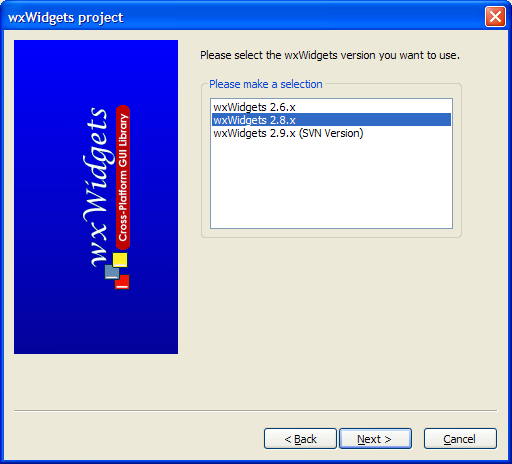 wxWidgets project
Please select the wxWidgets version you want to use.
Please make a selection
wxWidgets 2.6.x
wxWidgets 2.8.x
wxWidgets 2.9.x (SVN Version)
wxWidgets
Cross-Platform GUI Library
< Back
Next >
Cancel